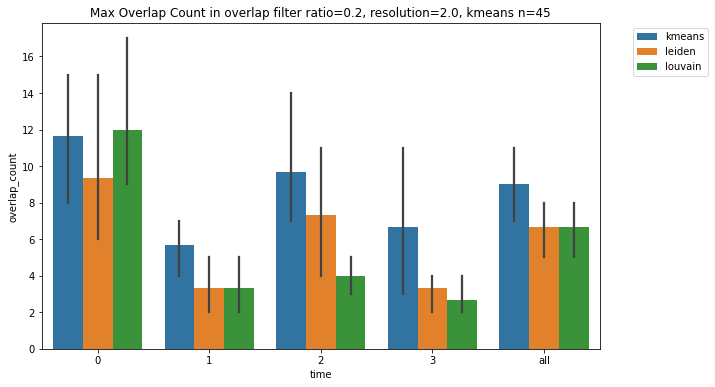 Max Overlap Count in overlap filter ratio=0.2, resolution=2.0, kmeans n=45
kmeans
leiden
louvain
overlap_count
16
14
12
10
8
6
4
2
0
0 1 2 3 all
time